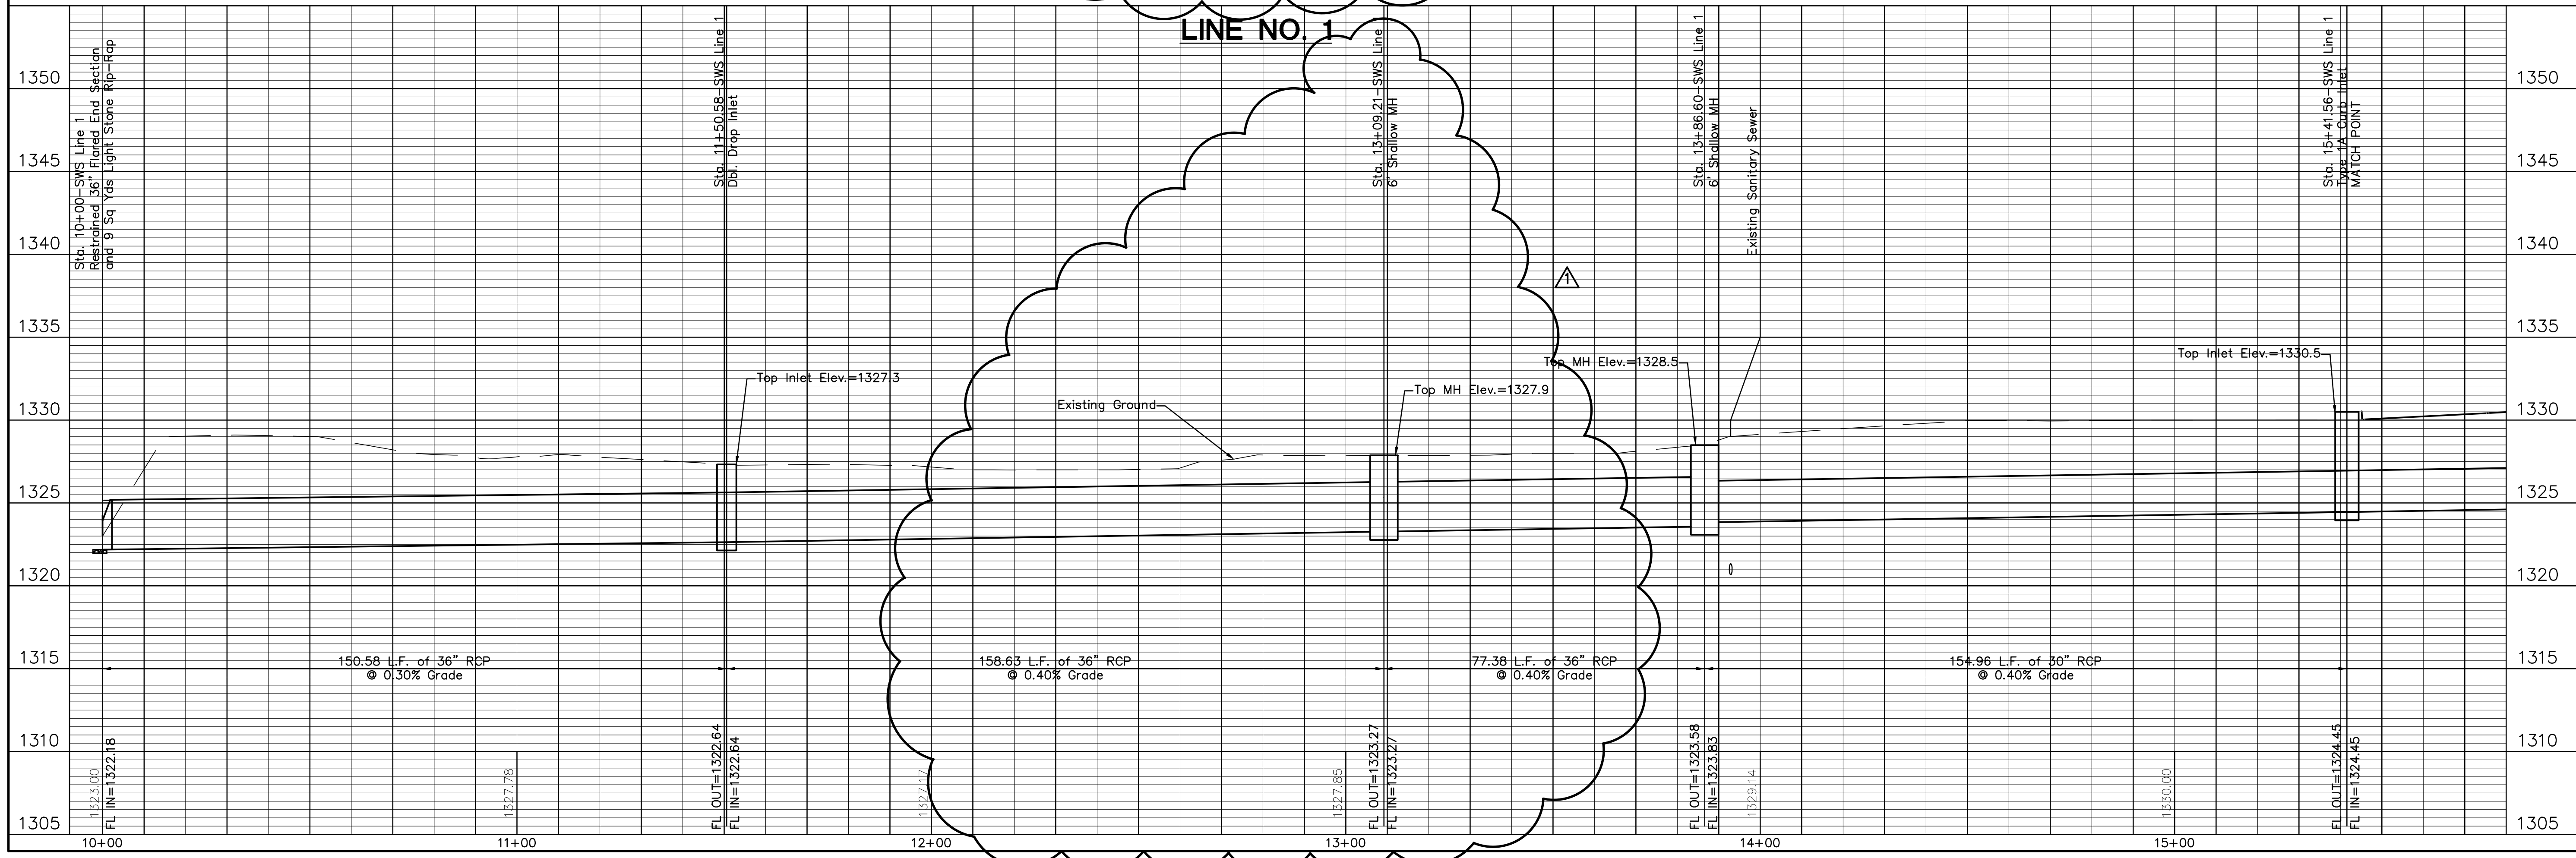 LINE NO. 1
1350
1345
1340
1335
1330
1325
1320
1315
1310
1305
Sta. 10+00-SWS Line 1
Restrained 36" Flared End Section
and 9 Sq Yds Light Stone Rip-Rap
Sta. 11+50.58-SWS Line 1
Dbl. Drop Inlet
Sta. 13+09.21-SWS Line 1
6' Shallow MH
Sta. 13+86.60-SWS Line 1
6' Shallow MH
Existing Sanitary Sewer
Sta. 15+41.56-SWS Line 1
Type 1A Curb Inlet
MATCH POINT
1
Top Inlet Elev.=1327.3
Existing Ground
Top MH Elev.=1327.9
Top MH Elev.=1328.5
Top Inlet Elev.=1330.5
150.58 L.F. of 36" RCP
@ 0.30% Grade
158.63 L.F. of 36" RCP
@ 0.40% Grade
77.38 L.F. of 36" RCP
@ 0.40% Grade
154.96 L.F. of 30" RCP
@ 0.40% Grade
1323.00
FL IN=1322.18
1327.78
FL OUT=1322.64
FL IN=1322.64
1327.17
1327.85
FL OUT=1323.27
FL IN=1323.27
FL OUT=1323.58
FL IN=1323.83
1329.14
1330.00
FL OUT=1324.45
FL IN=1324.45
10+00
11+00
12+00
13+00
14+00
15+00
1350
1345
1340
1335
1330
1325
1320
1315
1310
1305